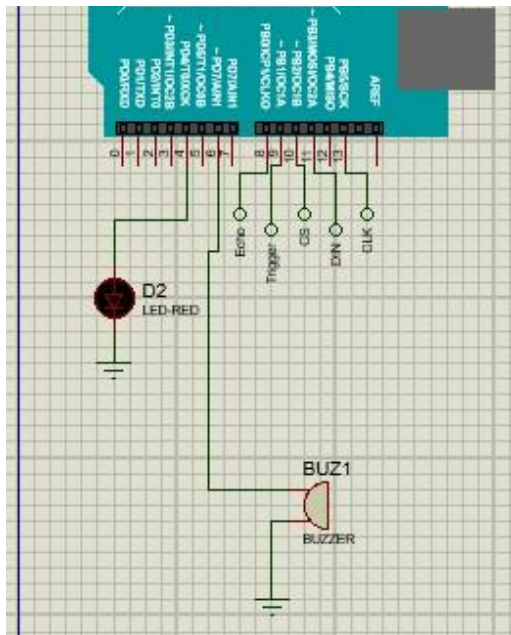 PD0/RXD
PD1/TXD
PD2/INT0
~ PD3/INT1/OC2B
PD4/T0/XCK
~ PD5/T1/OC0B
~ PD6/AIN0
PD7/AIN1
PB0/ICP1/CLKO
~ PB1/OC1A
~ PB2/OC1B
~ PB3/MOSI/OC2A
PB4/MISO
PB5/SCK
AREF
0
1
2
3
4
5
6
7
8
9
10
11
12
13
Echo
Trigger
CS
DIN
CLK
D2
LED-RED
BUZ1
BUZZER